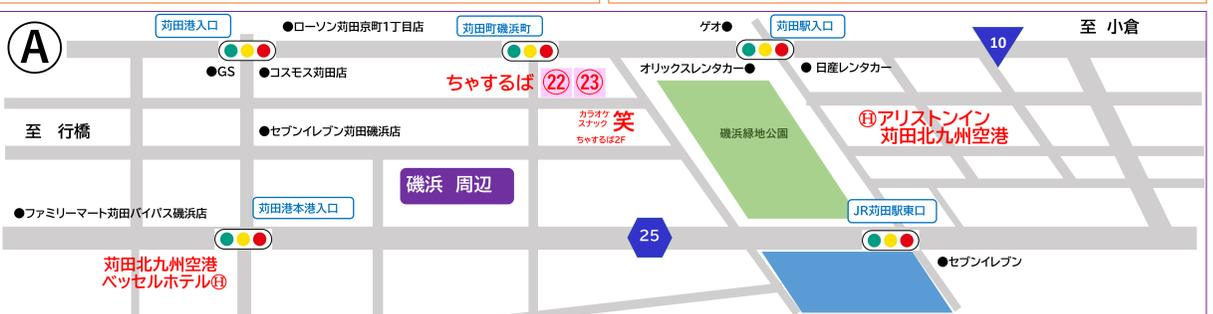 A
苅田港入口
●ローソン苅田京町1丁目店
苅田町磯浜町
ゲオ●
苅田駅入口
10
至 小倉
●GS
●コスモス苅田店
ちゃするば ㉒ ㉓
オリックスレンタカー●
● 日産レンタカー
至 行橋
●セブンイレブン苅田磯浜店
カラオケ
スナック 笑
ちゃするば2F
磯浜緑地公園
Ⓗアリストンイン
苅田北九州空港
磯浜 周辺
●ファミリーマート苅田バイパス磯浜店
苅田港本港入口
25
JR苅田駅東口
苅田北九州空港
ベッセルホテルⒽ
●セブンイレブン